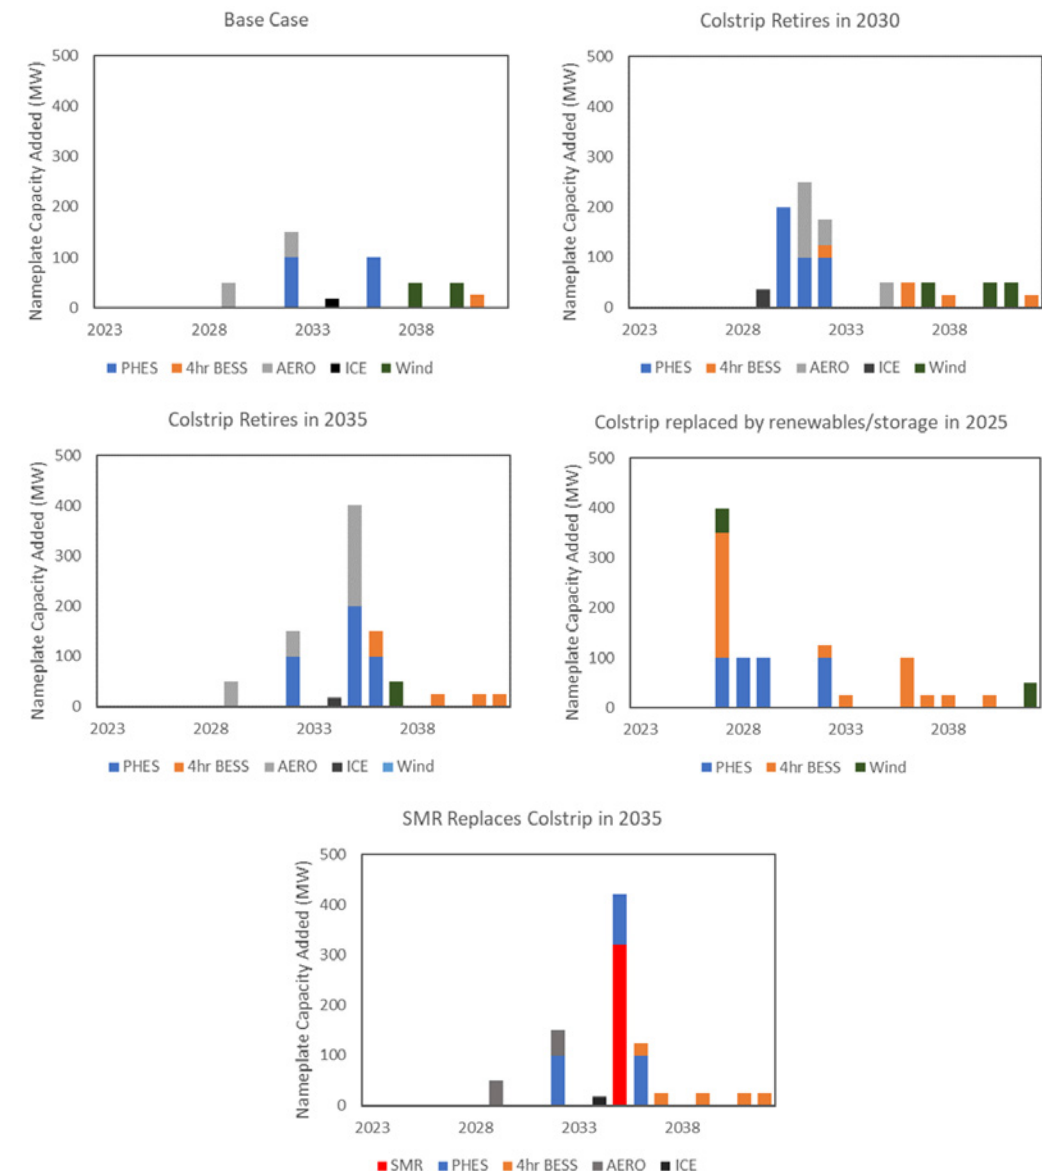 Base Case
Nameplate Capacity Added (MW)
500
400
300
200
100
0
2023 2028 2033 2038
PHES 4hr BESS AERO ICE Wind
Colstrip Retires in 2030
Nameplate Capacity Added (MW)
500
400
300
200
100
0
2023 2028 2033 2038
PHES 4hr BESS AERO ICE Wind
Colstrip Retires in 2035
Nameplate Capacity Added (MW)
500
400
300
200
100
0
2023 2028 2033 2038
PHES 4hr BESS AERO ICE Wind
Colstrip replaced by renewables/storage in 2025
Nameplate Capacity Added (MW)
500
400
300
200
100
0
2023 2028 2033 2038
PHES 4hr BESS Wind
SMR Replaces Colstrip in 2035
Nameplate Capacity Added (MW)
500
400
300
200
100
0
2023 2028 2033 2038
SMR PHES 4hr BESS AERO ICE